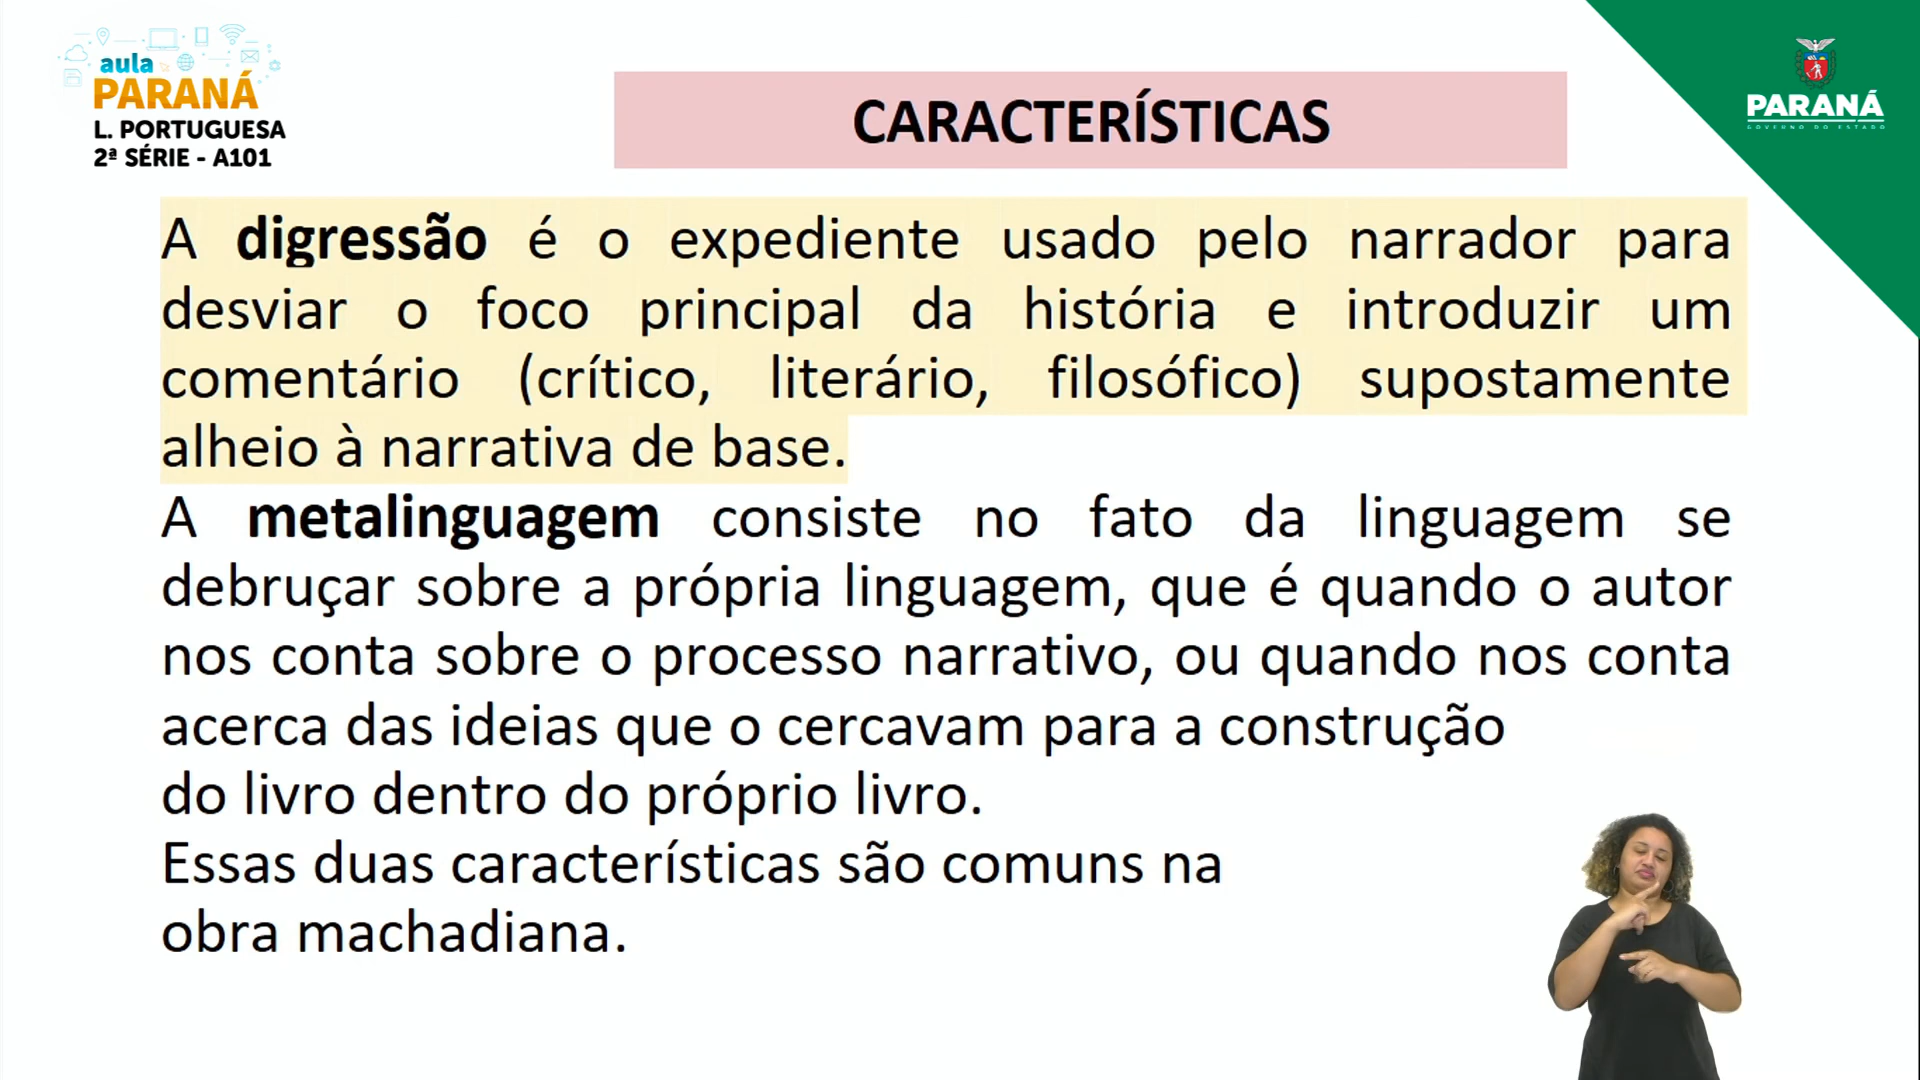 aula
PARANÁ
L. PORTUGUESA
2ª SÉRIE - A101
CARACTERÍSTICAS
PARANÁ
GOVERNO DO ESTADO
A digressão é o expediente usado pelo narrador para
desviar o foco principal da história e introduzir um
comentário (crítico, literário, filosófico) supostamente
alheio à narrativa de base.
A metalinguagem consiste no fato da linguagem se
debruçar sobre a própria linguagem, que é quando o autor
nos conta sobre o processo narrativo, ou quando nos conta
acerca das ideias que o cercavam para a construção
do livro dentro do próprio livro.
Essas duas características são comuns na
obra machadiana.